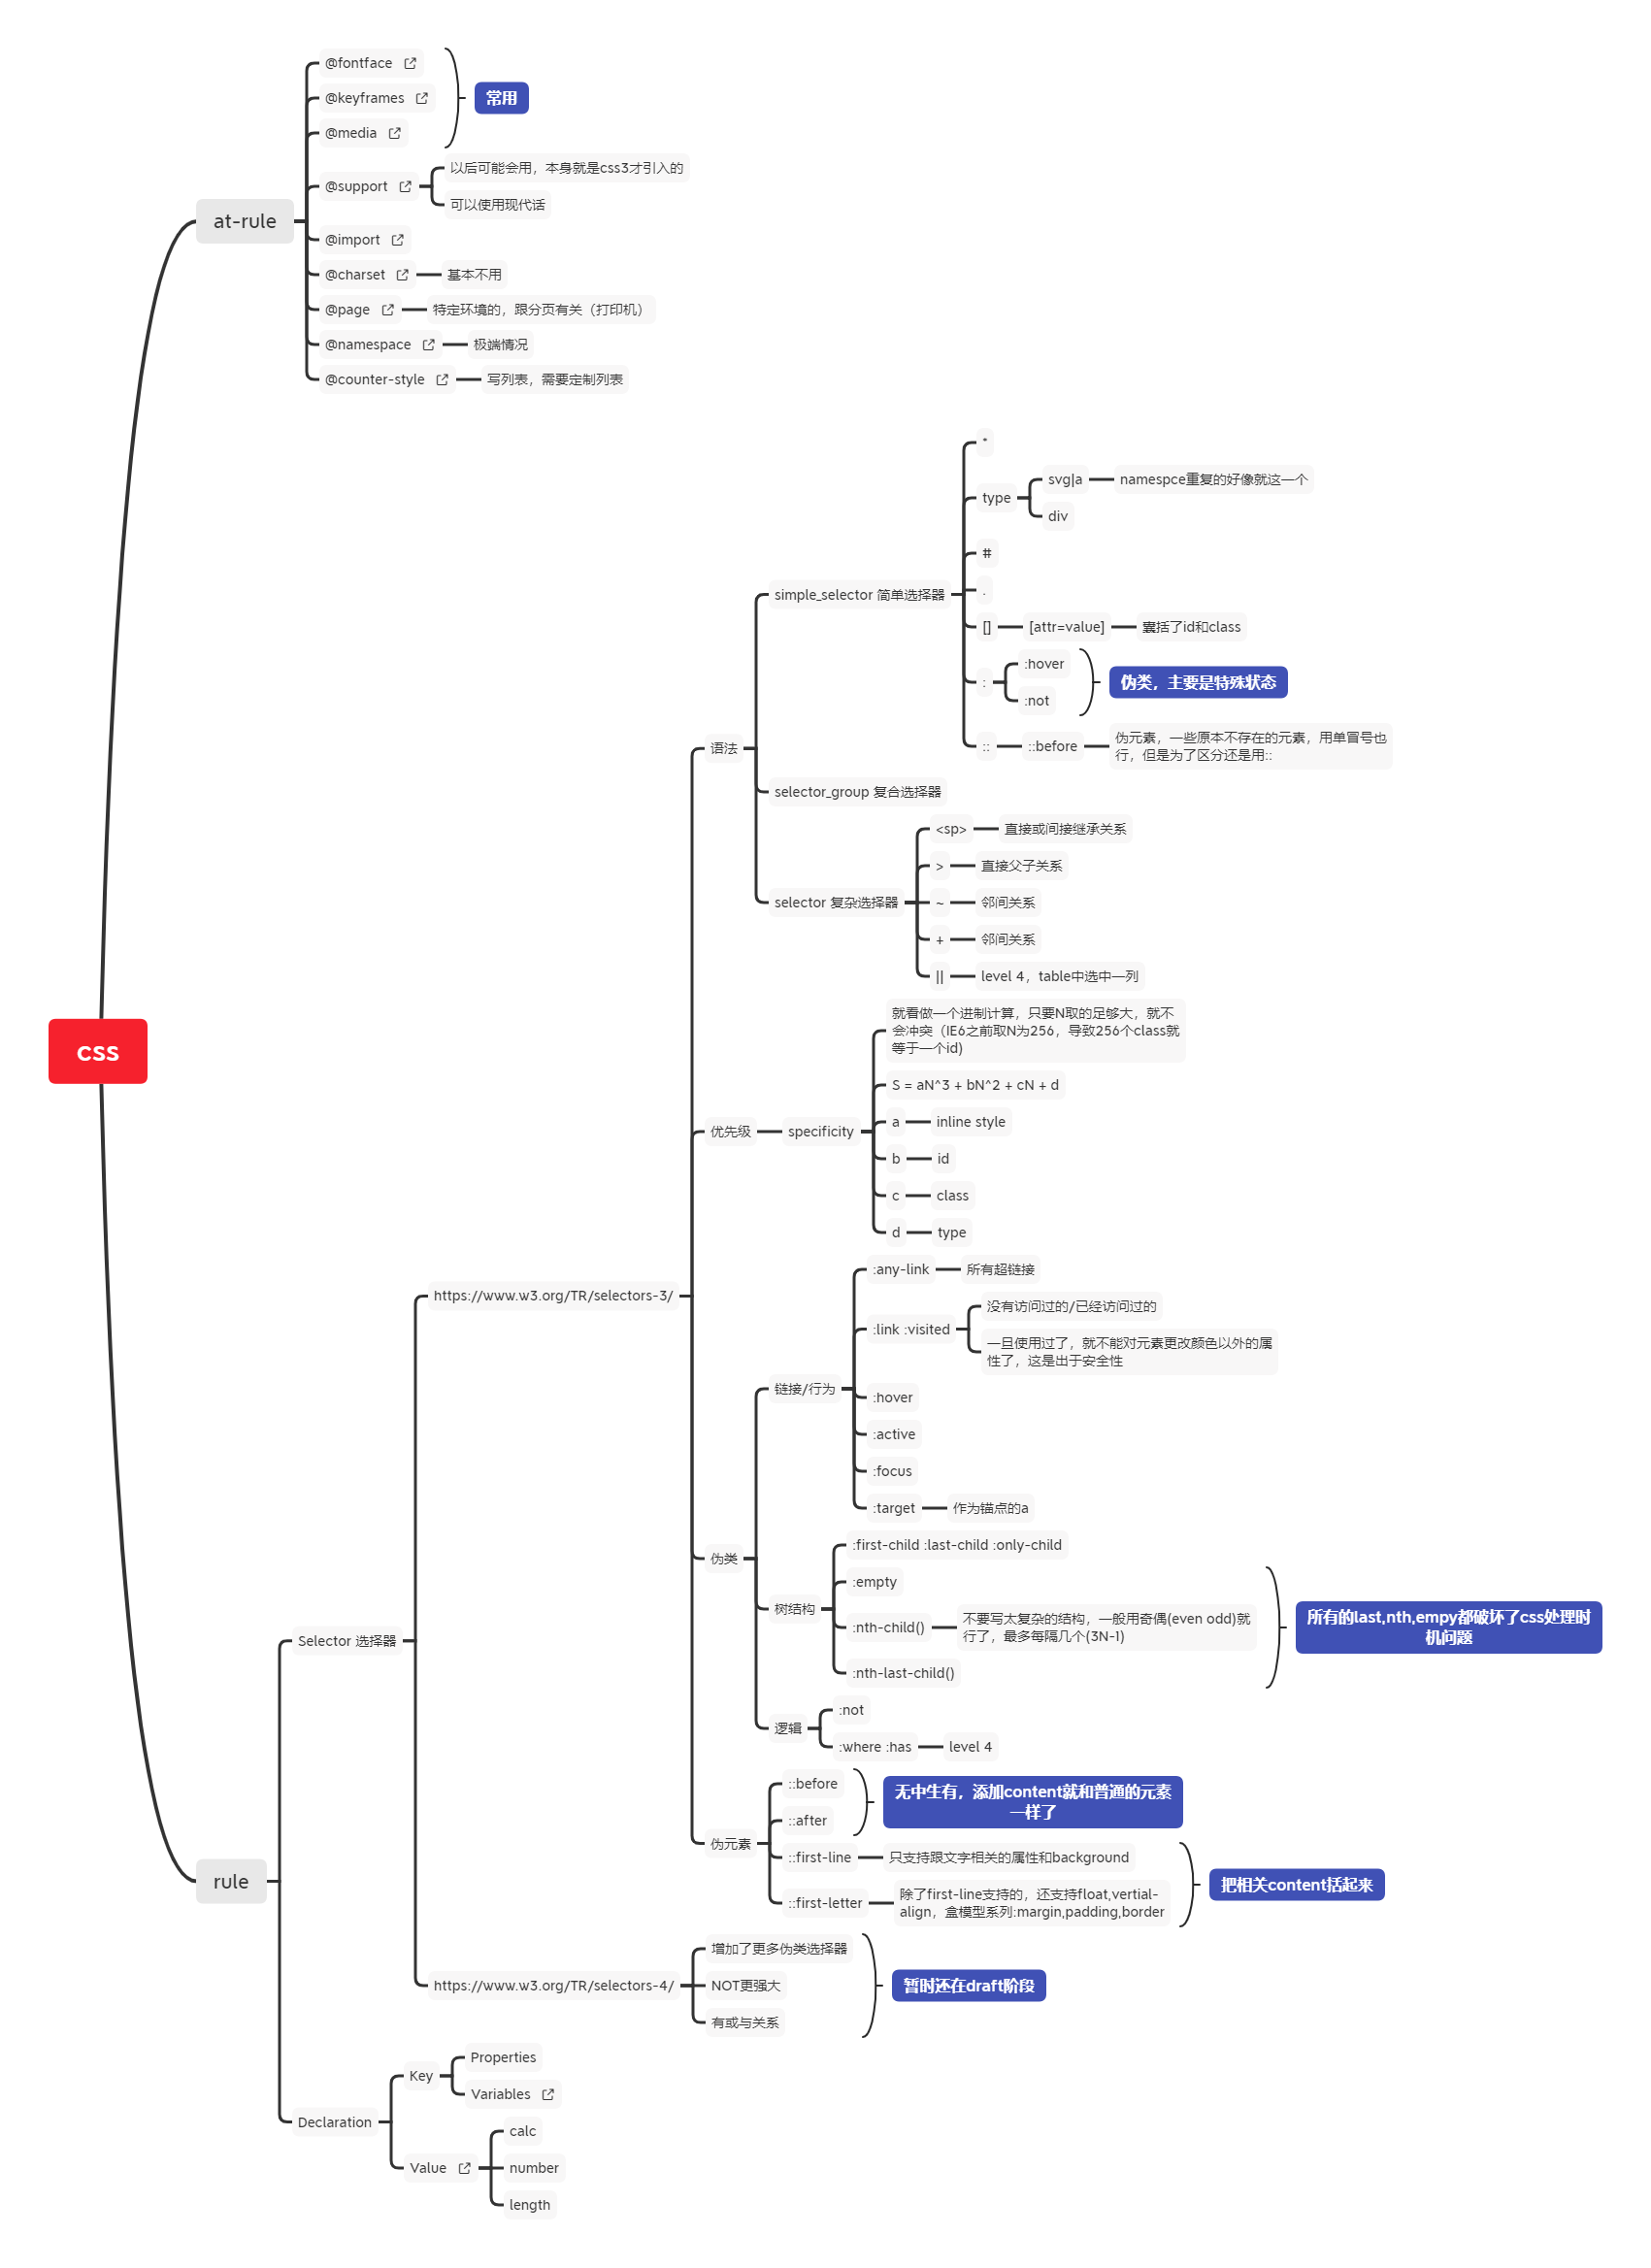 css
at-rule
@fontface
@keyframes
@media
常用
@support
以后可能会用，本身就是css3才引入的
可以使用现代话
@import
@charset
基本不用
@page
特定环境的，跟分页有关（打印机）
@namespace
极端情况
@counter-style
写列表，需要定制列表
rule
Selector 选择器
https://www.w3.org/TR/selectors-3/
语法
simple_selector 简单选择器
*
type
svg|a
namespce重复的好像就这一个
div
#
.
[]
[attr=value]
囊括了id和class
:
:hover
:not
伪类，主要是特殊状态
::
::before
伪元素，一些原本不存在的元素，用单冒号也
行，但是为了区分还是用::
selector_group 复合选择器
selector 复杂选择器
<sp>
直接或间接继承关系
>
直接父子关系
~
邻间关系
+
邻间关系
||
level 4，table中选中一列
优先级
specificity
就看做一个进制计算，只要N取的足够大，就不
会冲突（IE6之前取N为256，导致256个class就
等于一个id)
S = aN^3 + bN^2 + cN + d
a
inline style
b
id
c
class
d
type
伪类
链接/行为
:any-link
所有超链接
:link :visited
没有访问过的/已经访问过的
一旦使用过了，就不能对元素更改颜色以外的属
性了，这是出于安全性
:hover
:active
:focus
:target
作为锚点的a
树结构
:first-child :last-child :only-child
:empty
:nth-child()
不要写太复杂的结构，一般用奇偶(even odd)就
行了，最多每隔几个(3N-1)
:nth-last-child()
所有的last,nth,empy都破坏了css处理时
机问题
逻辑
:not
:where :has
level 4
伪元素
::before
::after
无中生有，添加content就和普通的元素
一样了
::first-line
只支持跟文字相关的属性和background
::first-letter
除了first-line支持的，还支持float,vertial-
align，盒模型系列:margin,padding,border
把相关content括起来
https://www.w3.org/TR/selectors-4/
增加了更多伪类选择器
NOT更强大
有或与关系
暂时还在draft阶段
Declaration
Key
Properties
Variables
Value
calc
number
length